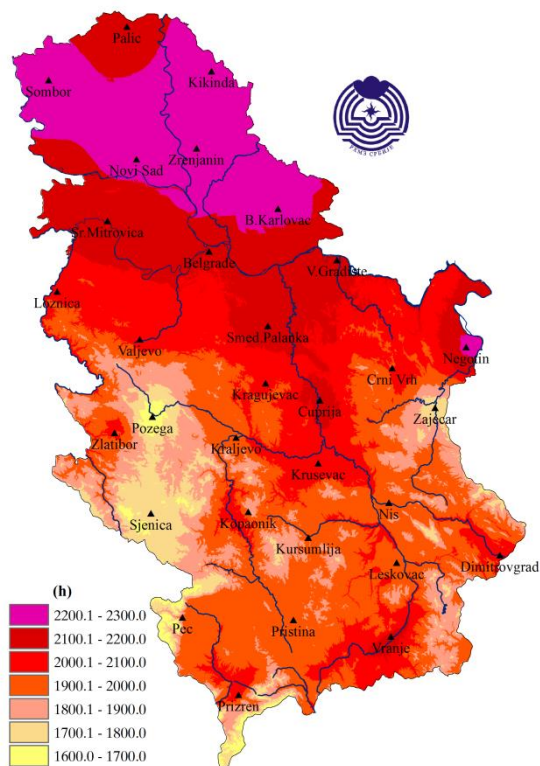 Palic
Kikinda
Sombor
Zrenjanin
Novi Sad
РХМЗ СРБИЈЕ
B.Karlovac
Sr.Mitrovica
Belgrade
V.Gradiste
Loznica
Smed.Palanka
Valjevo
Negotin
Crni Vrh
Kragujevac
Cuprija
Zajecar
Pozega
Zlatibor
Kraljevo
Krusevac
Nis
Sjenica
Kopaonik
Kursumlija
Dimitrovgrad
Leskovac
(h)
2200.1 - 2300.0
2100.1 - 2200.0
Pec
Pristina
2000.1 - 2100.0
Vranje
1900.1 - 2000.0
1800.1 - 1900.0
Prizren
1700.1 - 1800.0
1600.0 - 1700.0